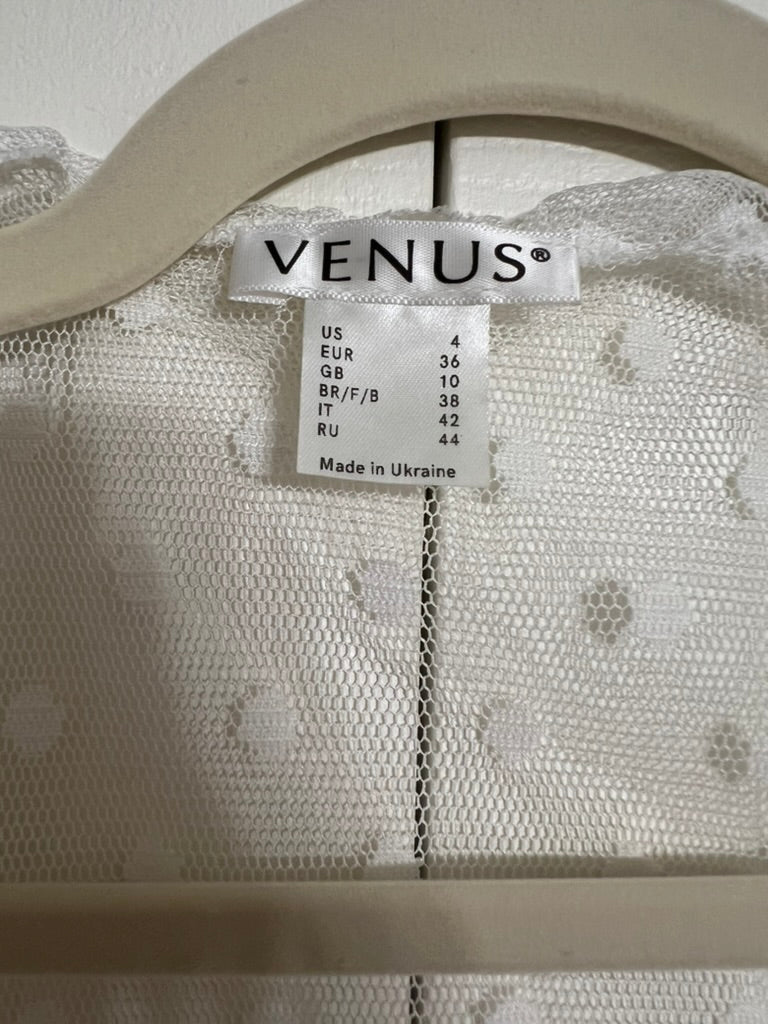 VENUS®
US 4
EUR 36
GB 10
BR/F/B 38
IT 42
RU 44
Made in Ukraine